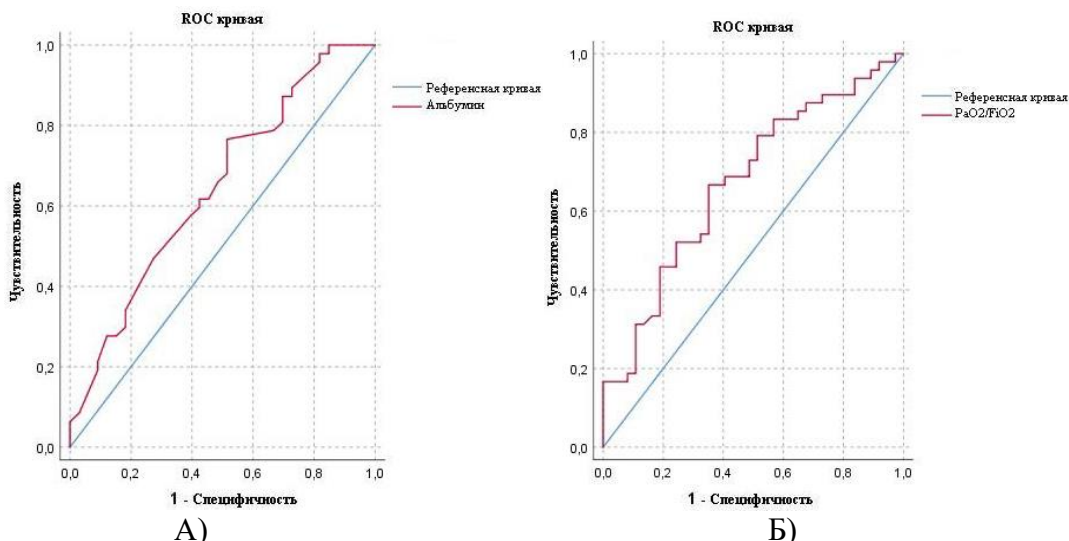 ROC кривая
1,0
0,8
0,6
0,4
0,2
0,0
Чувствительность
0,0 0,2 0,4 0,6 0,8 1,0
1 - Специфичность
Референсная кривая
Альбумин
А)
ROC кривая
1,0
0,8
0,6
0,4
0,2
0,0
Чувствительность
0,0 0,2 0,4 0,6 0,8 1,0
1 - Специфичность
Референсная кривая
PaO2/FiO2
Б)